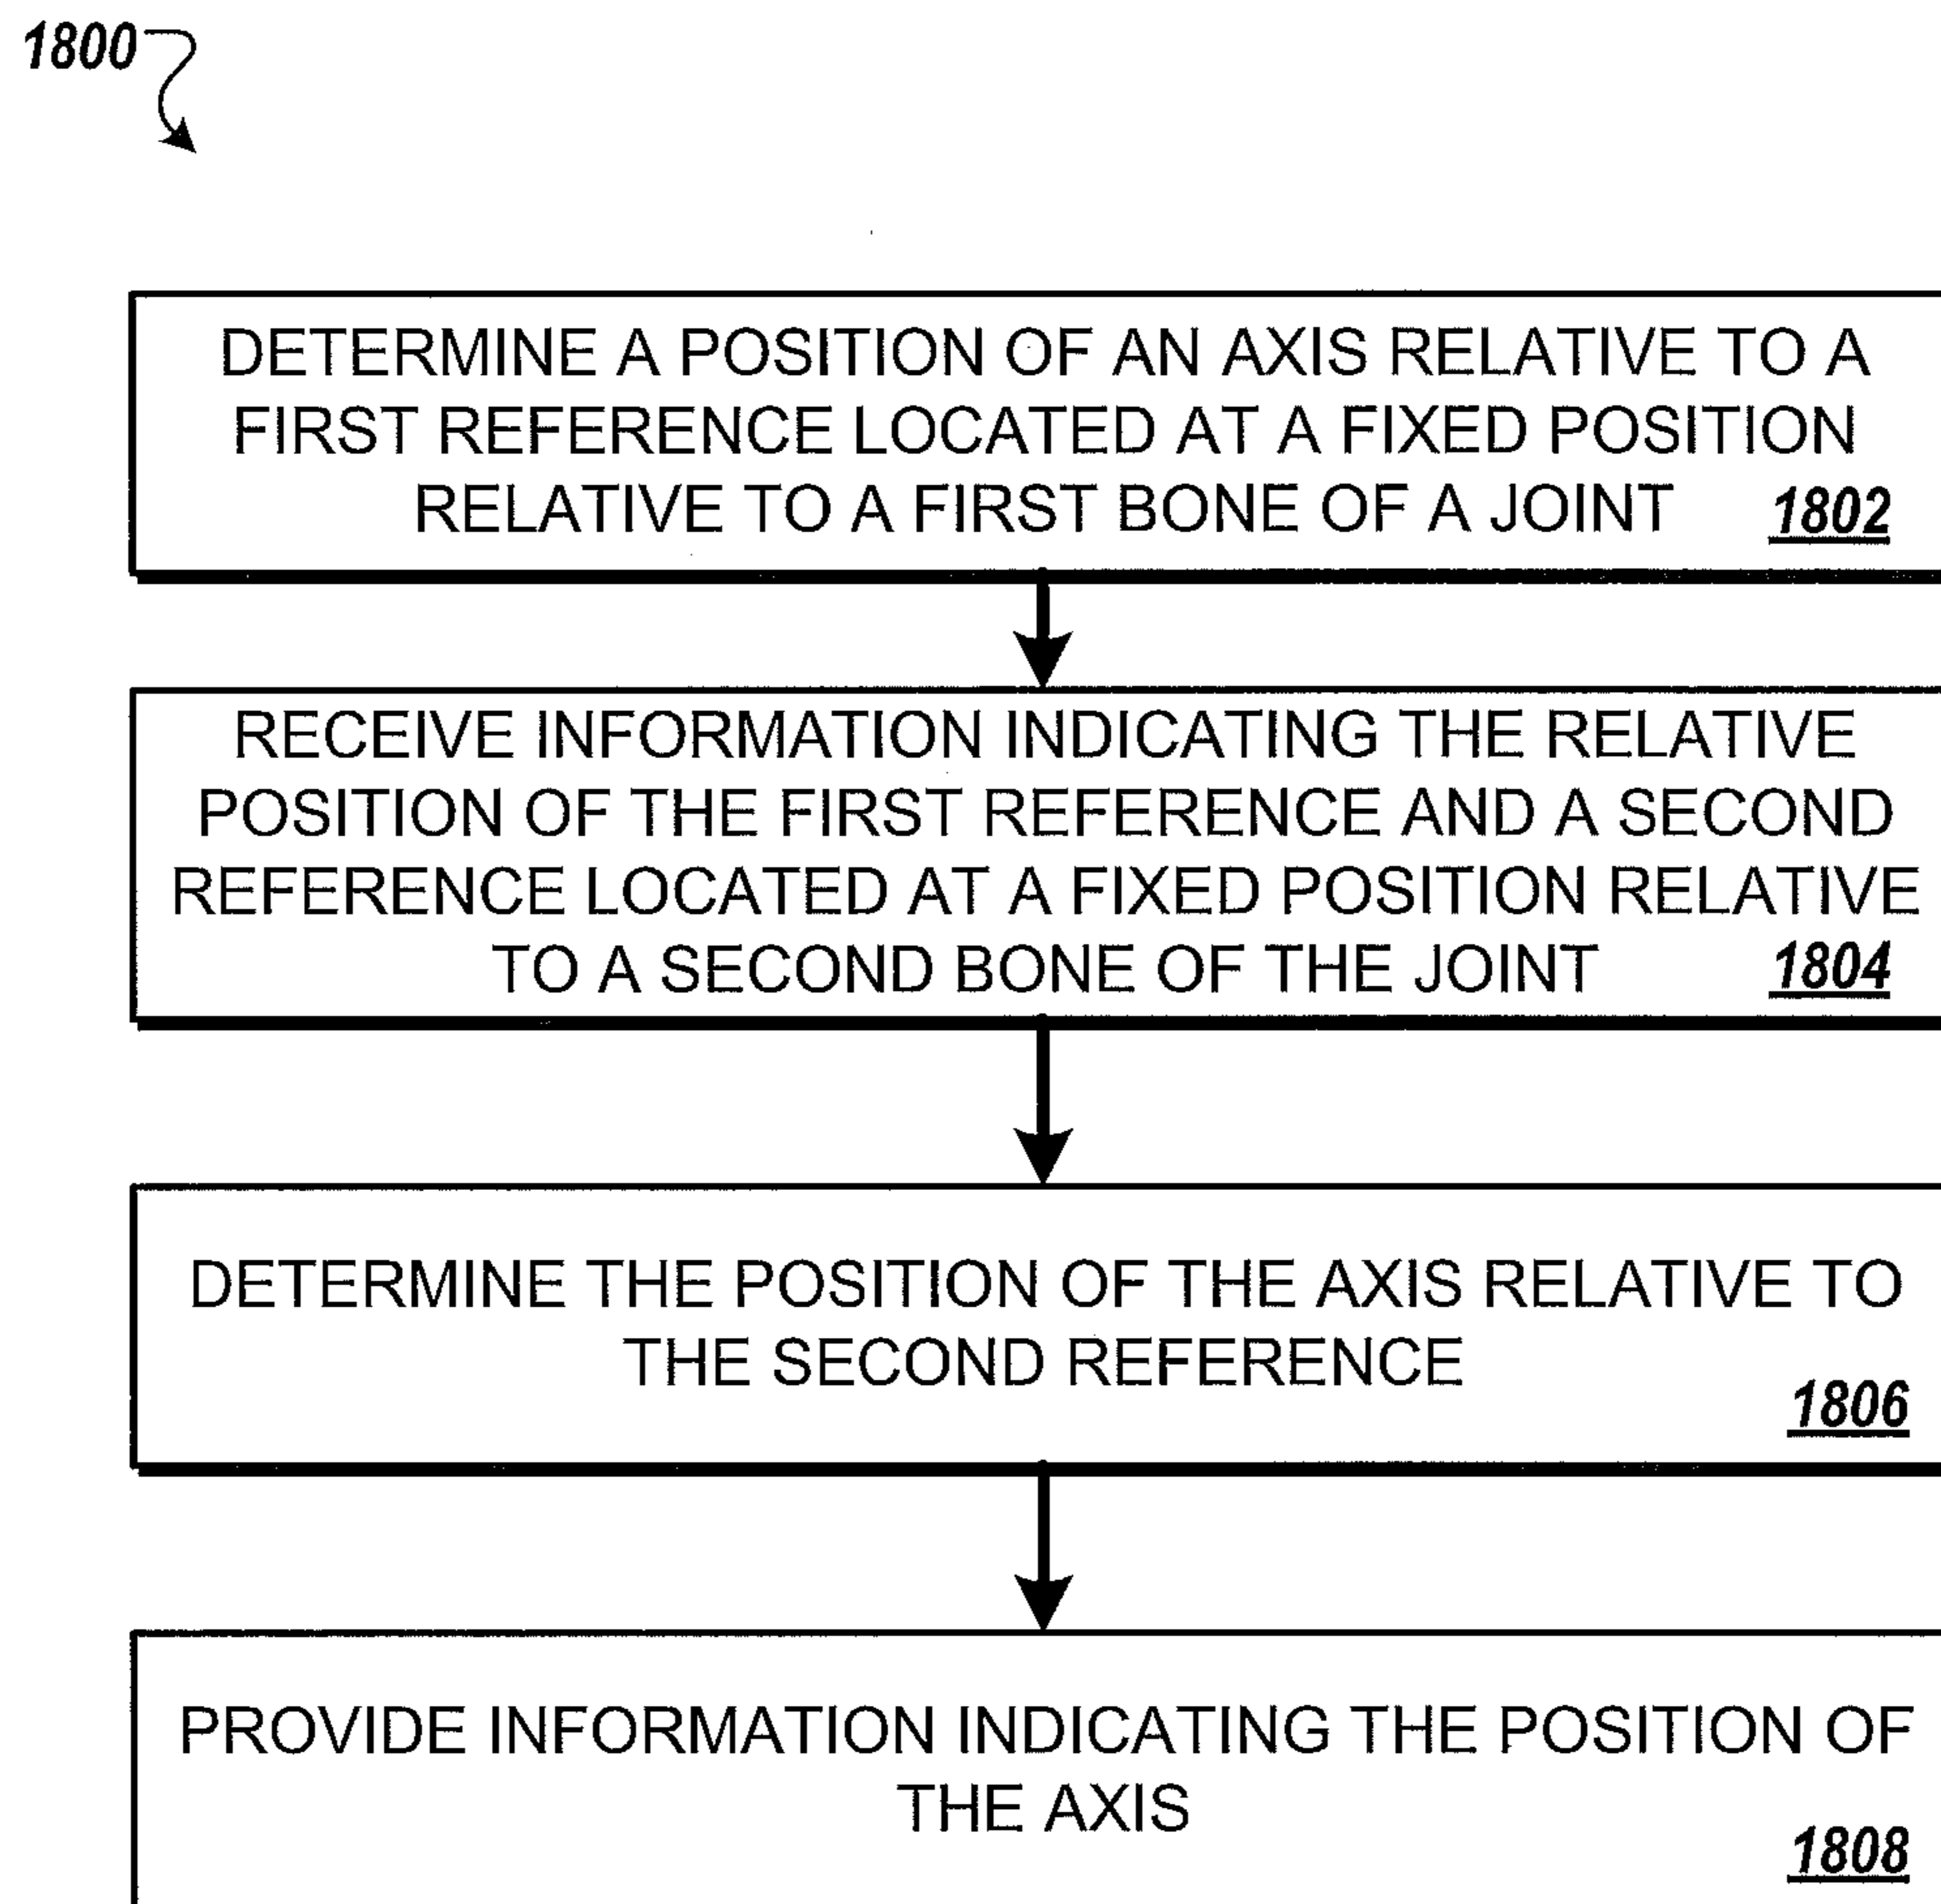 1800
DETERMINE A POSITION OF AN AXIS RELATIVE TO A
FIRST REFERENCE LOCATED AT A FIXED POSITION
RELATIVE TO A FIRST BONE OF A JOINT 1802
RECEIVE INFORMATION INDICATING THE RELATIVE
POSITION OF THE FIRST REFERENCE AND A SECOND
REFERENCE LOCATED AT A FIXED POSITION RELATIVE
TO A SECOND BONE OF THE JOINT 1804
DETERMINE THE POSITION OF THE AXIS RELATIVE TO
THE SECOND REFERENCE
1806
PROVIDE INFORMATION INDICATING THE POSITION OF
THE AXIS
1808